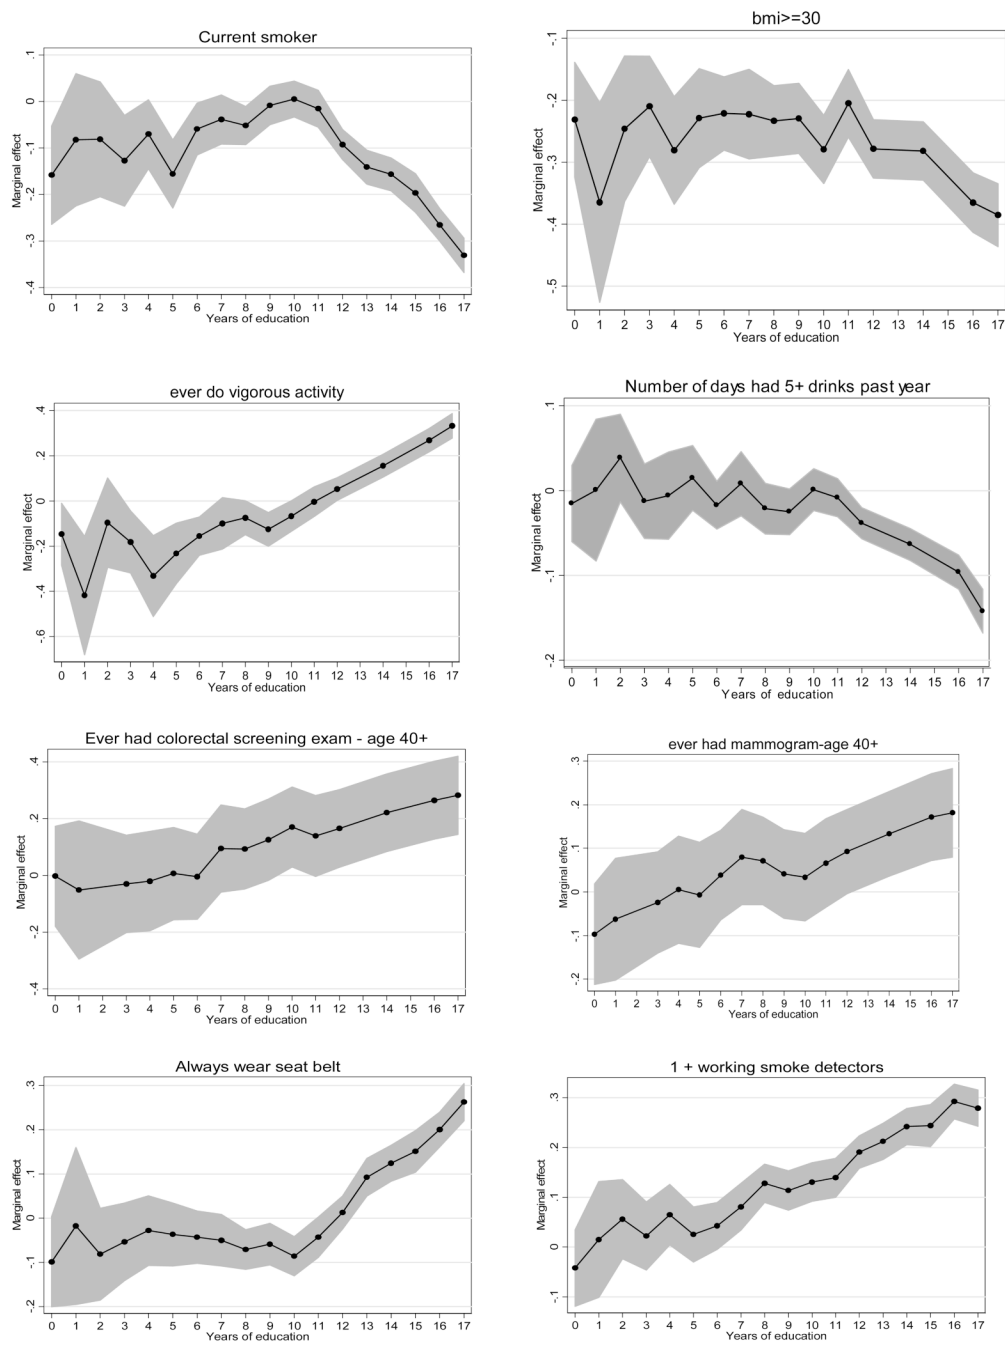 Current smoker
Marginal effect
.1
0
-.1
-.2
-.3
-.4
0 1 2 3 4 5 6 7 8 9 10 11 12 13 14 15 16 17
Years of education
bmi>=30
Marginal effect
-.1
-.2
-.3
-.4
-.5
0 1 2 3 4 5 6 7 8 9 10 11 12 13 14 15 16 17
Years of education
ever do vigorous activity
Marginal effect
.4
.2
0
-.2
-.4
-.6
0 1 2 3 4 5 6 7 8 9 10 11 12 13 14 15 16 17
Years of education
Number of days had 5+ drinks past year
Marginal effect
.1
0
-.1
-.2
0 1 2 3 4 5 6 7 8 9 10 11 12 13 14 15 16 17
Years of education
Ever had colorectal screening exam - age 40+
Marginal effect
.4
.2
0
-.2
-.4
0 1 2 3 4 5 6 7 8 9 10 11 12 13 14 15 16 17
Years of education
ever had mammogram-age 40+
Marginal effect
.3
.2
.1
0
-.1
-.2
0 1 2 3 4 5 6 7 8 9 10 11 12 13 14 15 16 17
Years of education
Always wear seat belt
Marginal effect
.3
.2
.1
0
-.1
-.2
0 1 2 3 4 5 6 7 8 9 10 11 12 13 14 15 16 17
Years of education
1 + working smoke detectors
Marginal effect
.3
.2
.1
0
-.1
0 1 2 3 4 5 6 7 8 9 10 11 12 13 14 15 16 17
Years of education